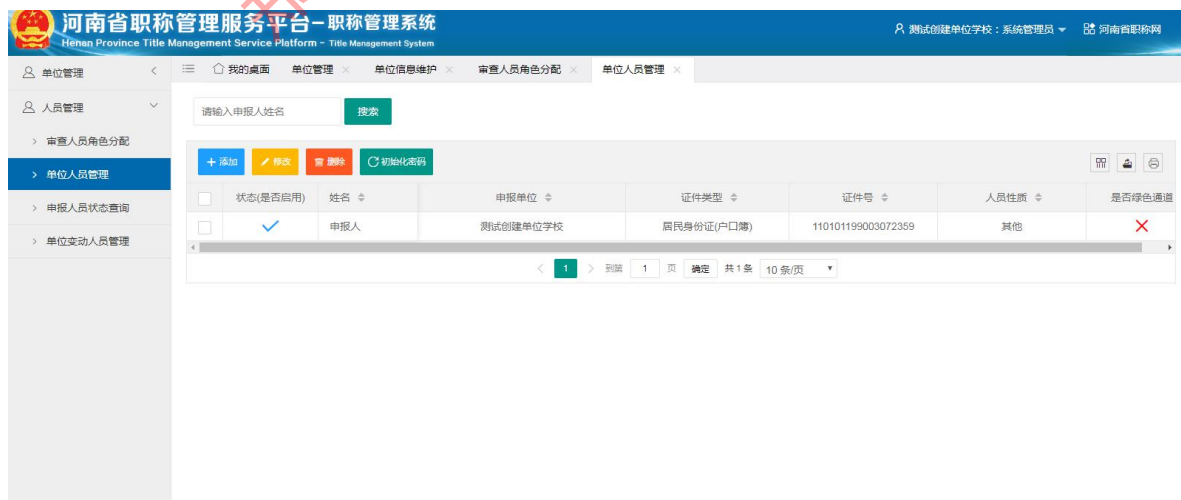 河南省职称管理服务平台-职称管理系统
Henan Province Title Management Service Platform - Title Management System
测试创建单位学校：系统管理员
河南省职称网
单位管理
我的桌面 单位管理 单位信息维护 审查人员角色分配 单位人员管理
人员管理
审查人员角色分配
单位人员管理
申报人员状态查询
单位变动人员管理
请输入申报人姓名 搜索
添加 修改 删除 初始化密码
状态(是否启用) 姓名 申报单位 证件类型 证件号 人员性质 是否绿色通道
申报人 测试创建单位学校 居民身份证(户口簿) 110101199003072359 其他
1 到第 1 页 确定 共1条 10条/页